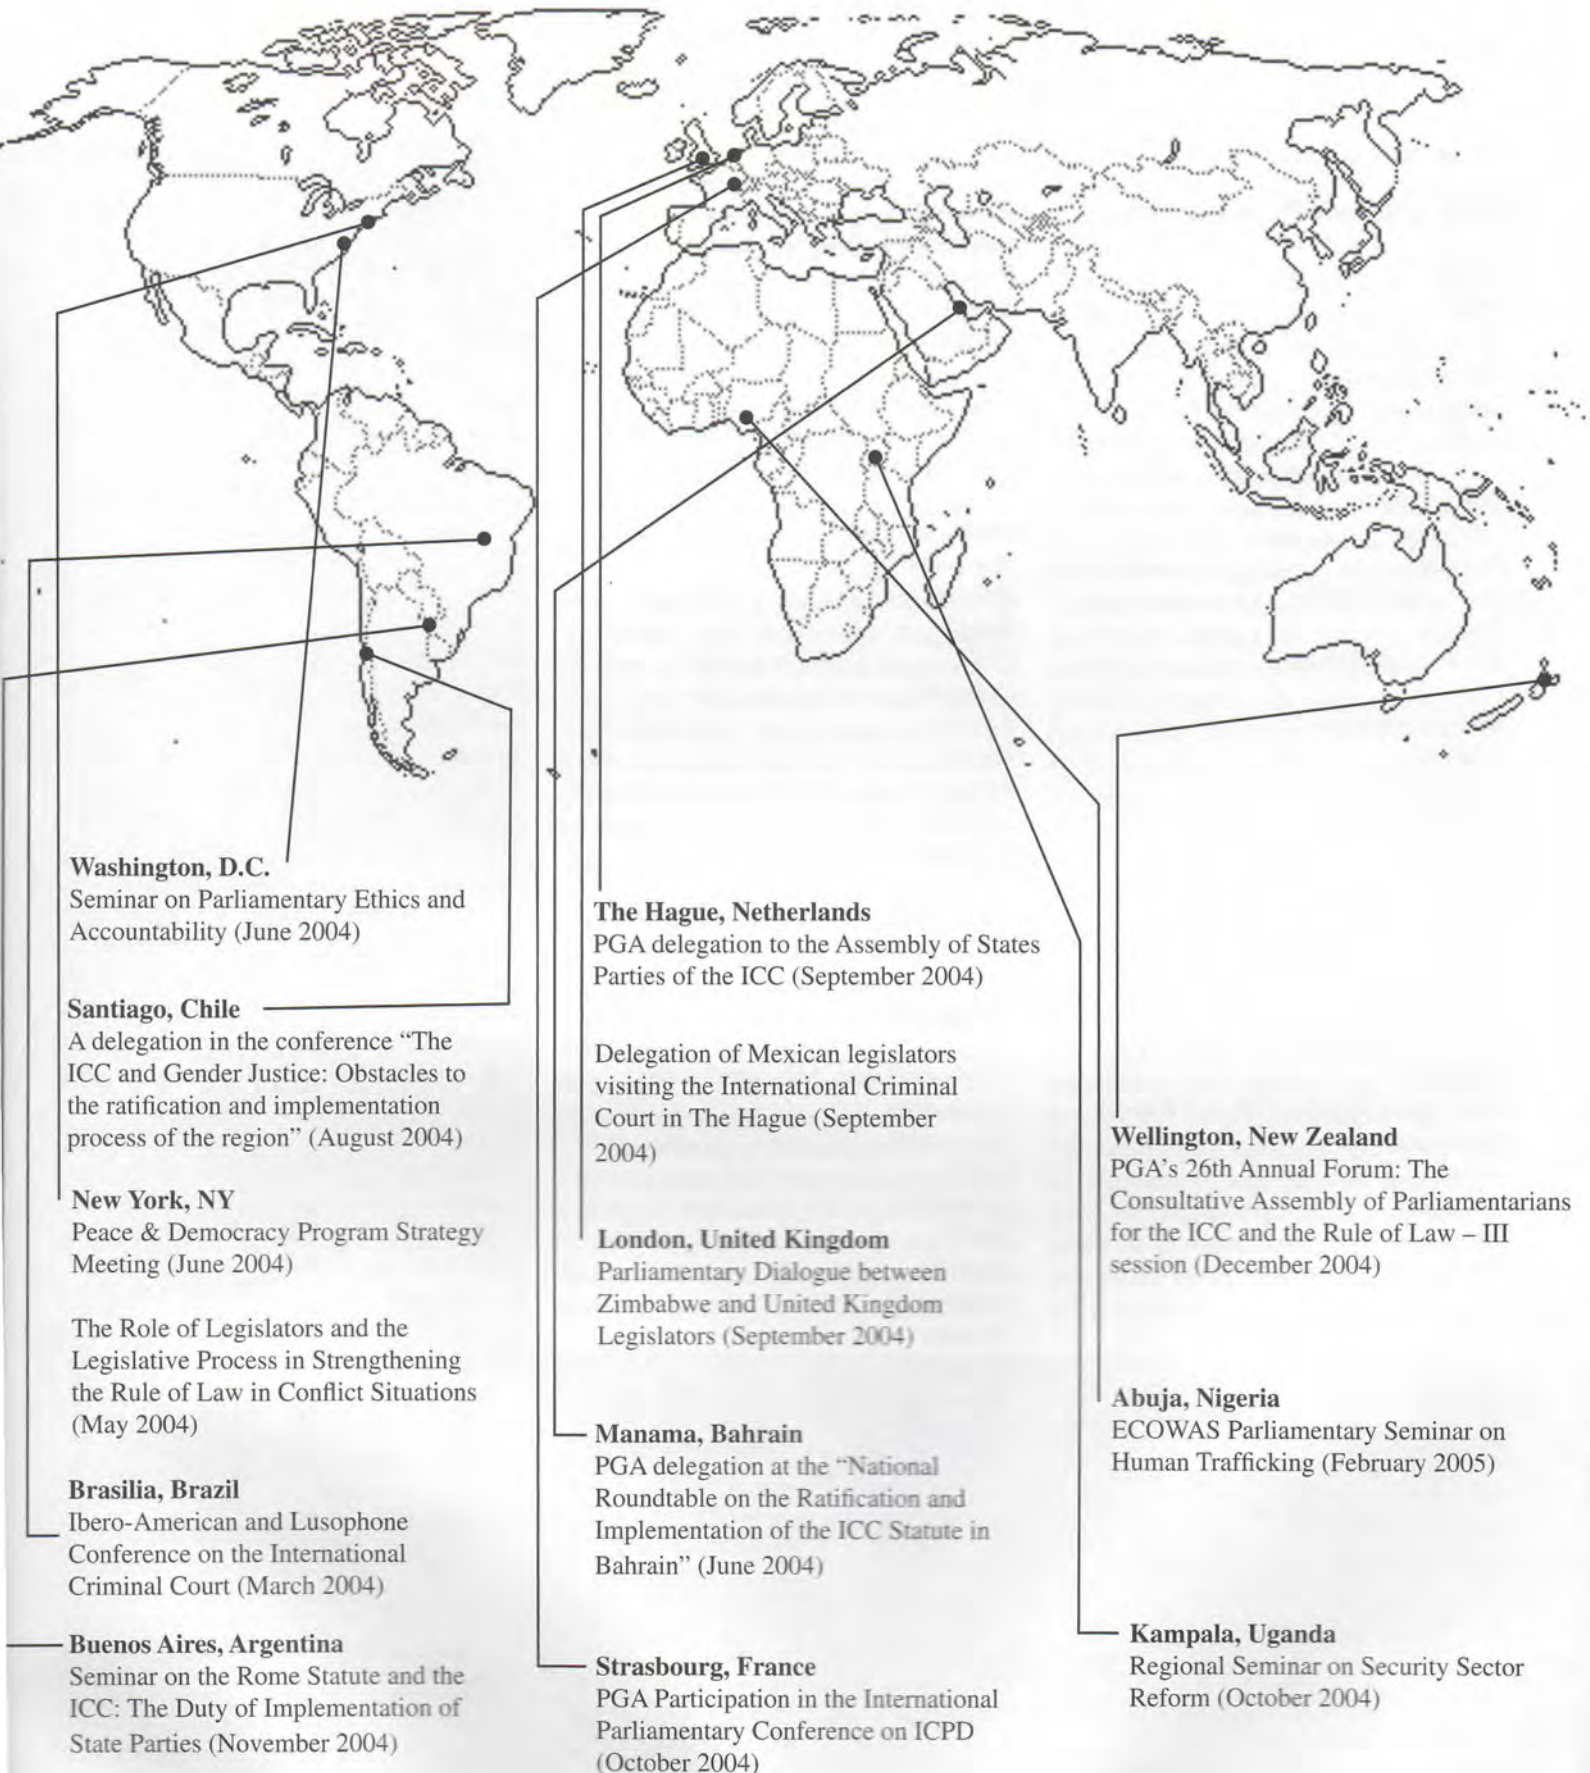 Washington, D.C.
Seminar on Parliamentary Ethics and
Accountability (June 2004)
Santiago, Chile
A delegation in the conference “The
ICC and Gender Justice: Obstacles to
the ratification and implementation
process of the region” (August 2004)
New York, NY
Peace & Democracy Program Strategy
Meeting (June 2004)
The Role of Legislators and the
Legislative Process in Strengthening
the Rule of Law in Conflict Situations
(May 2004)
Brasilia, Brazil
Ibero-American and Lusophone
Conference on the International
Criminal Court (March 2004)
Buenos Aires, Argentina
Seminar on the Rome Statute and the
ICC: The Duty of Implementation of
State Parties (November 2004)
The Hague, Netherlands
PGA delegation to the Assembly of States
Parties of the ICC (September 2004)
Delegation of Mexican legislators
visiting the International Criminal
Court in The Hague (September
2004)
London, United Kingdom
Parliamentary Dialogue between
Zimbabwe and United Kingdom
Legislators (September 2004)
Manama, Bahrain
PGA delegation at the “National
Roundtable on the Ratification and
Implementation of the ICC Statute in
Bahrain” (June 2004)
Strasbourg, France
PGA Participation in the International
Parliamentary Conference on ICPD
(October 2004)
Wellington, New Zealand
PGA’s 26th Annual Forum: The
Consultative Assembly of Parliamentarians
for the ICC and the Rule of Law – III
session (December 2004)
Abuja, Nigeria
ECOWAS Parliamentary Seminar on
Human Trafficking (February 2005)
Kampala, Uganda
Regional Seminar on Security Sector
Reform (October 2004)